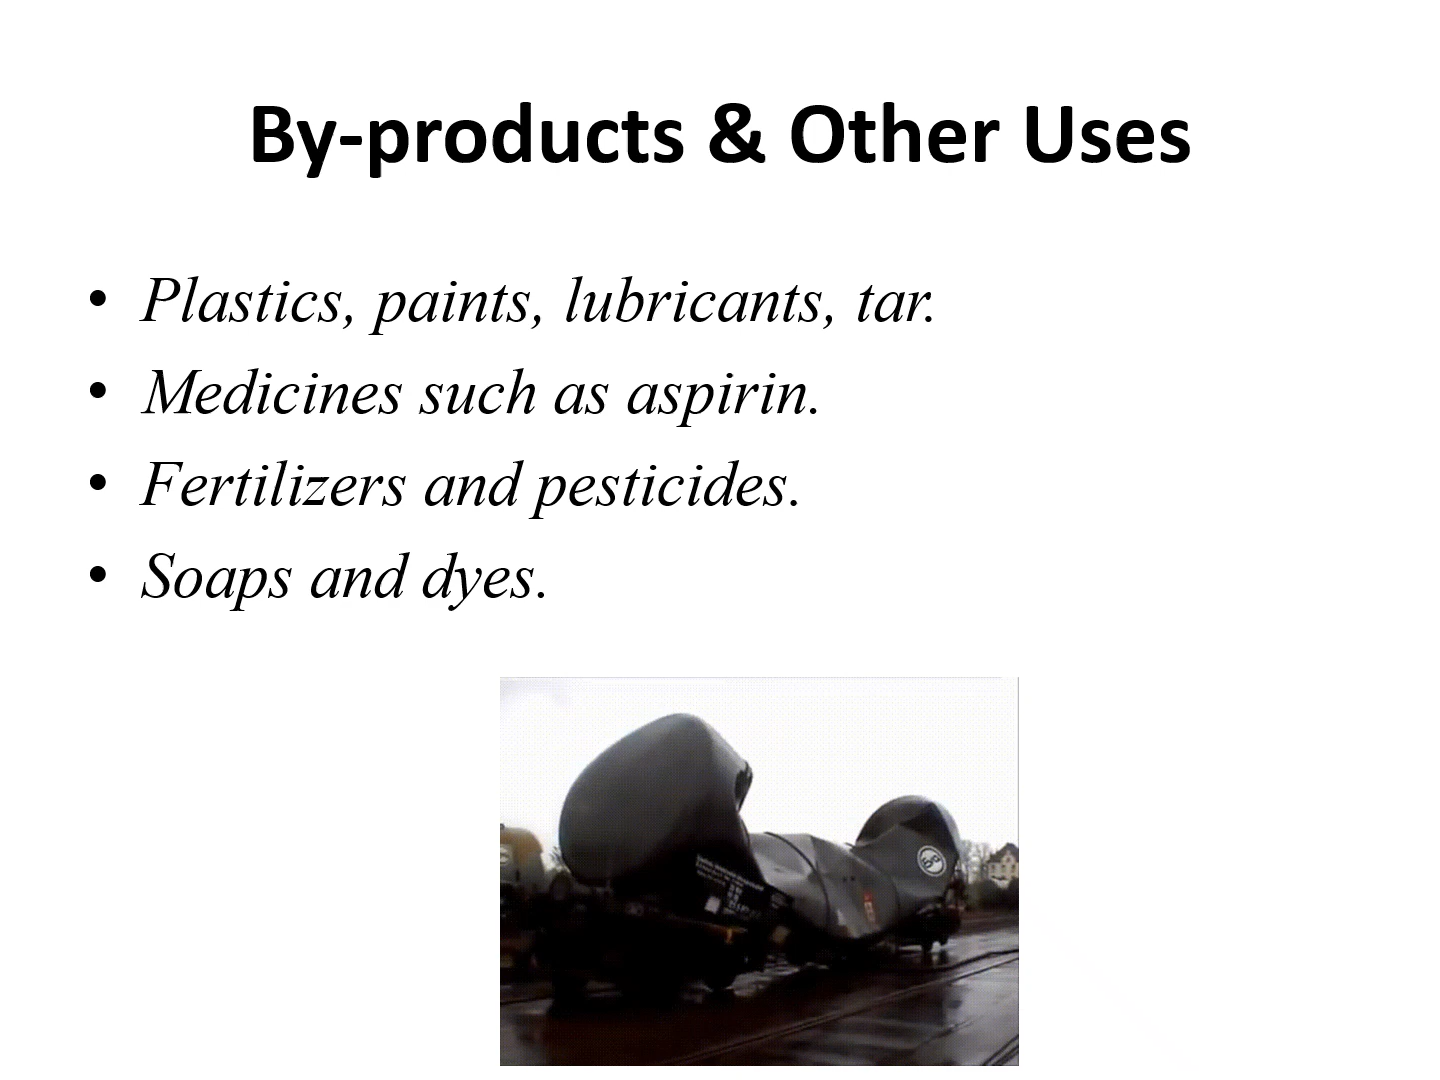 By-products & Other Uses
• Plastics, paints, lubricants, tar.
• Medicines such as aspirin.
• Fertilizers and pesticides.
• Soaps and dyes.